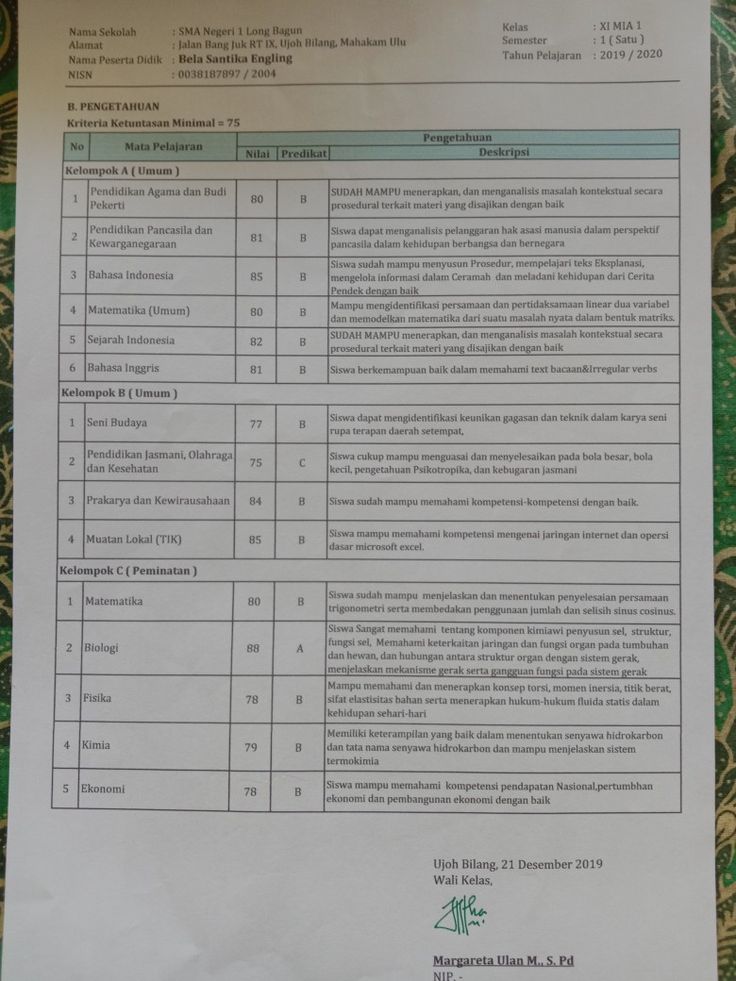 Nama Sekolah : SMA Negeri 1 Long Bagun
Alamat : Jalan Bang Juk RT IX, Ujoh Bilang, Mahakam Ulu
Nama Peserta Didik : Bela Santika Engling
NISN : 0038187897 / 2004
Kelas : XI MIA 1
Semester : 1 ( Satu )
Tahun Pelajaran : 2019 / 2020
B. PENGETAHUAN
Kriteria Ketuntasan Minimal = 75
No Mata Pelajaran Pengetahuan
Nilai Predikat Deskripsi
Kelompok A ( Umum )
1 Pendidikan Agama dan Budi Pekerti 80 B SUDAH MAMPU menerapkan, dan menganalisis masalah kontekstual secara
prosedural terkait materi yang disajikan dengan baik
2 Pendidikan Pancasila dan Kewarganegaraan 81 B Siswa dapat menganalisis pelanggaran hak asasi manusia dalam perspektif
pancasila dalam kehidupan berbangsa dan bernegara
3 Bahasa Indonesia 85 B Siswa sudah mampu menyusun Prosedur, mempelajari teks Eksplanasi,
mengelola informasi dalam Ceramah dan meladani kehidupan dari Cerita
Pendek dengan baik
4 Matematika (Umum) 80 B Mampu mengidentifikasi persamaan dan pertidaksamaan linear dua variabel
dan memodelkan matematika dari suatu masalah nyata dalam bentuk matriks.
5 Sejarah Indonesia 82 B SUDAH MAMPU menerapkan, dan menganalisis masalah kontekstual secara
prosedural terkait materi yang disajikan dengan baik
6 Bahasa Inggris 81 B Siswa berkemampuan baik dalam memahami text bacaan&Irregular verbs
Kelompok B ( Umum )
1 Seni Budaya 77 B Siswa dapat mengidentifikasi keunikan gagasan dan teknik dalam karya seni
rupa terapan daerah setempat,
2 Pendidikan Jasmani, Olahraga dan Kesehatan 75 C Siswa cukup mampu menguasai dan menyelesaikan pada bola besar, bola
kecil, pengetahuan Psikotropika, dan kebugaran jasmani
3 Prakarya dan Kewirausahaan 84 B Siswa sudah mampu memahami kompetensi-kompetensi dengan baik.
4 Muatan Lokal (TIK) 85 B Siswa mampu memahami kompetensi mengenai jaringan internet dan opersi
dasar microsoft excel.
Kelompok C ( Peminatan )
1 Matematika 80 B Siswa sudah mampu menjelaskan dan menentukan penyelesaian persamaan
trigonometri serta membedakan penggunaan jumlah dan selisih sinus cosinus.
2 Biologi 88 A Siswa Sangat memahami tentang komponen kimiawi penyusun sel, struktur,
fungsi sel, Memahami keterkaitan jaringan dan fungsi organ pada tumbuhan
dan hewan, dan hubungan antara struktur organ dengan sistem gerak,
menjelaskan mekanisme gerak serta gangguan fungsi pada sistem gerak
3 Fisika 78 B Mampu memahami dan menerapkan konsep torsi, momen inersia, titik berat,
sifat elastisitas bahan serta menerapkan hukum-hukum fluida statis dalam
kehidupan sehari-hari
4 Kimia 79 B Memiliki keterampilan yang baik dalam menentukan senyawa hidrokarbon
dan tata nama senyawa hidrokarbon dan mampu menjelaskan sistem
termokimia
5 Ekonomi 78 B Siswa mampu memahami kompetensi pendapatan Nasional,pertumbhan
ekonomi dan pembangunan ekonomi dengan baik
Ujoh Bilang, 21 Desember 2019
Wali Kelas,
Margareta Ulan M., S. Pd
NIP. -